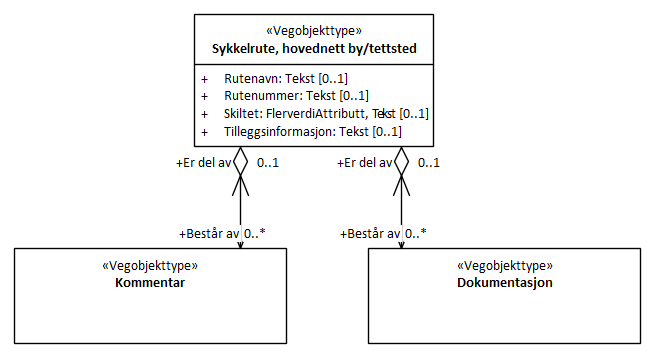 «Vegobjekttype»
Sykkelrute, hovednett by/tettsted
+ Rutenavn: Tekst [0..1]
+ Rutenummer: Tekst [0..1]
+ Skiltet: FlerverdiAttributt, Tekst [0..1]
+ Tilleggsinformasjon: Tekst [0..1]
+Er del av 0..1
+Er del av 0..1
+Består av 0..*
+Består av 0..*
«Vegobjekttype»
Kommentar
«Vegobjekttype»
Dokumentasjon